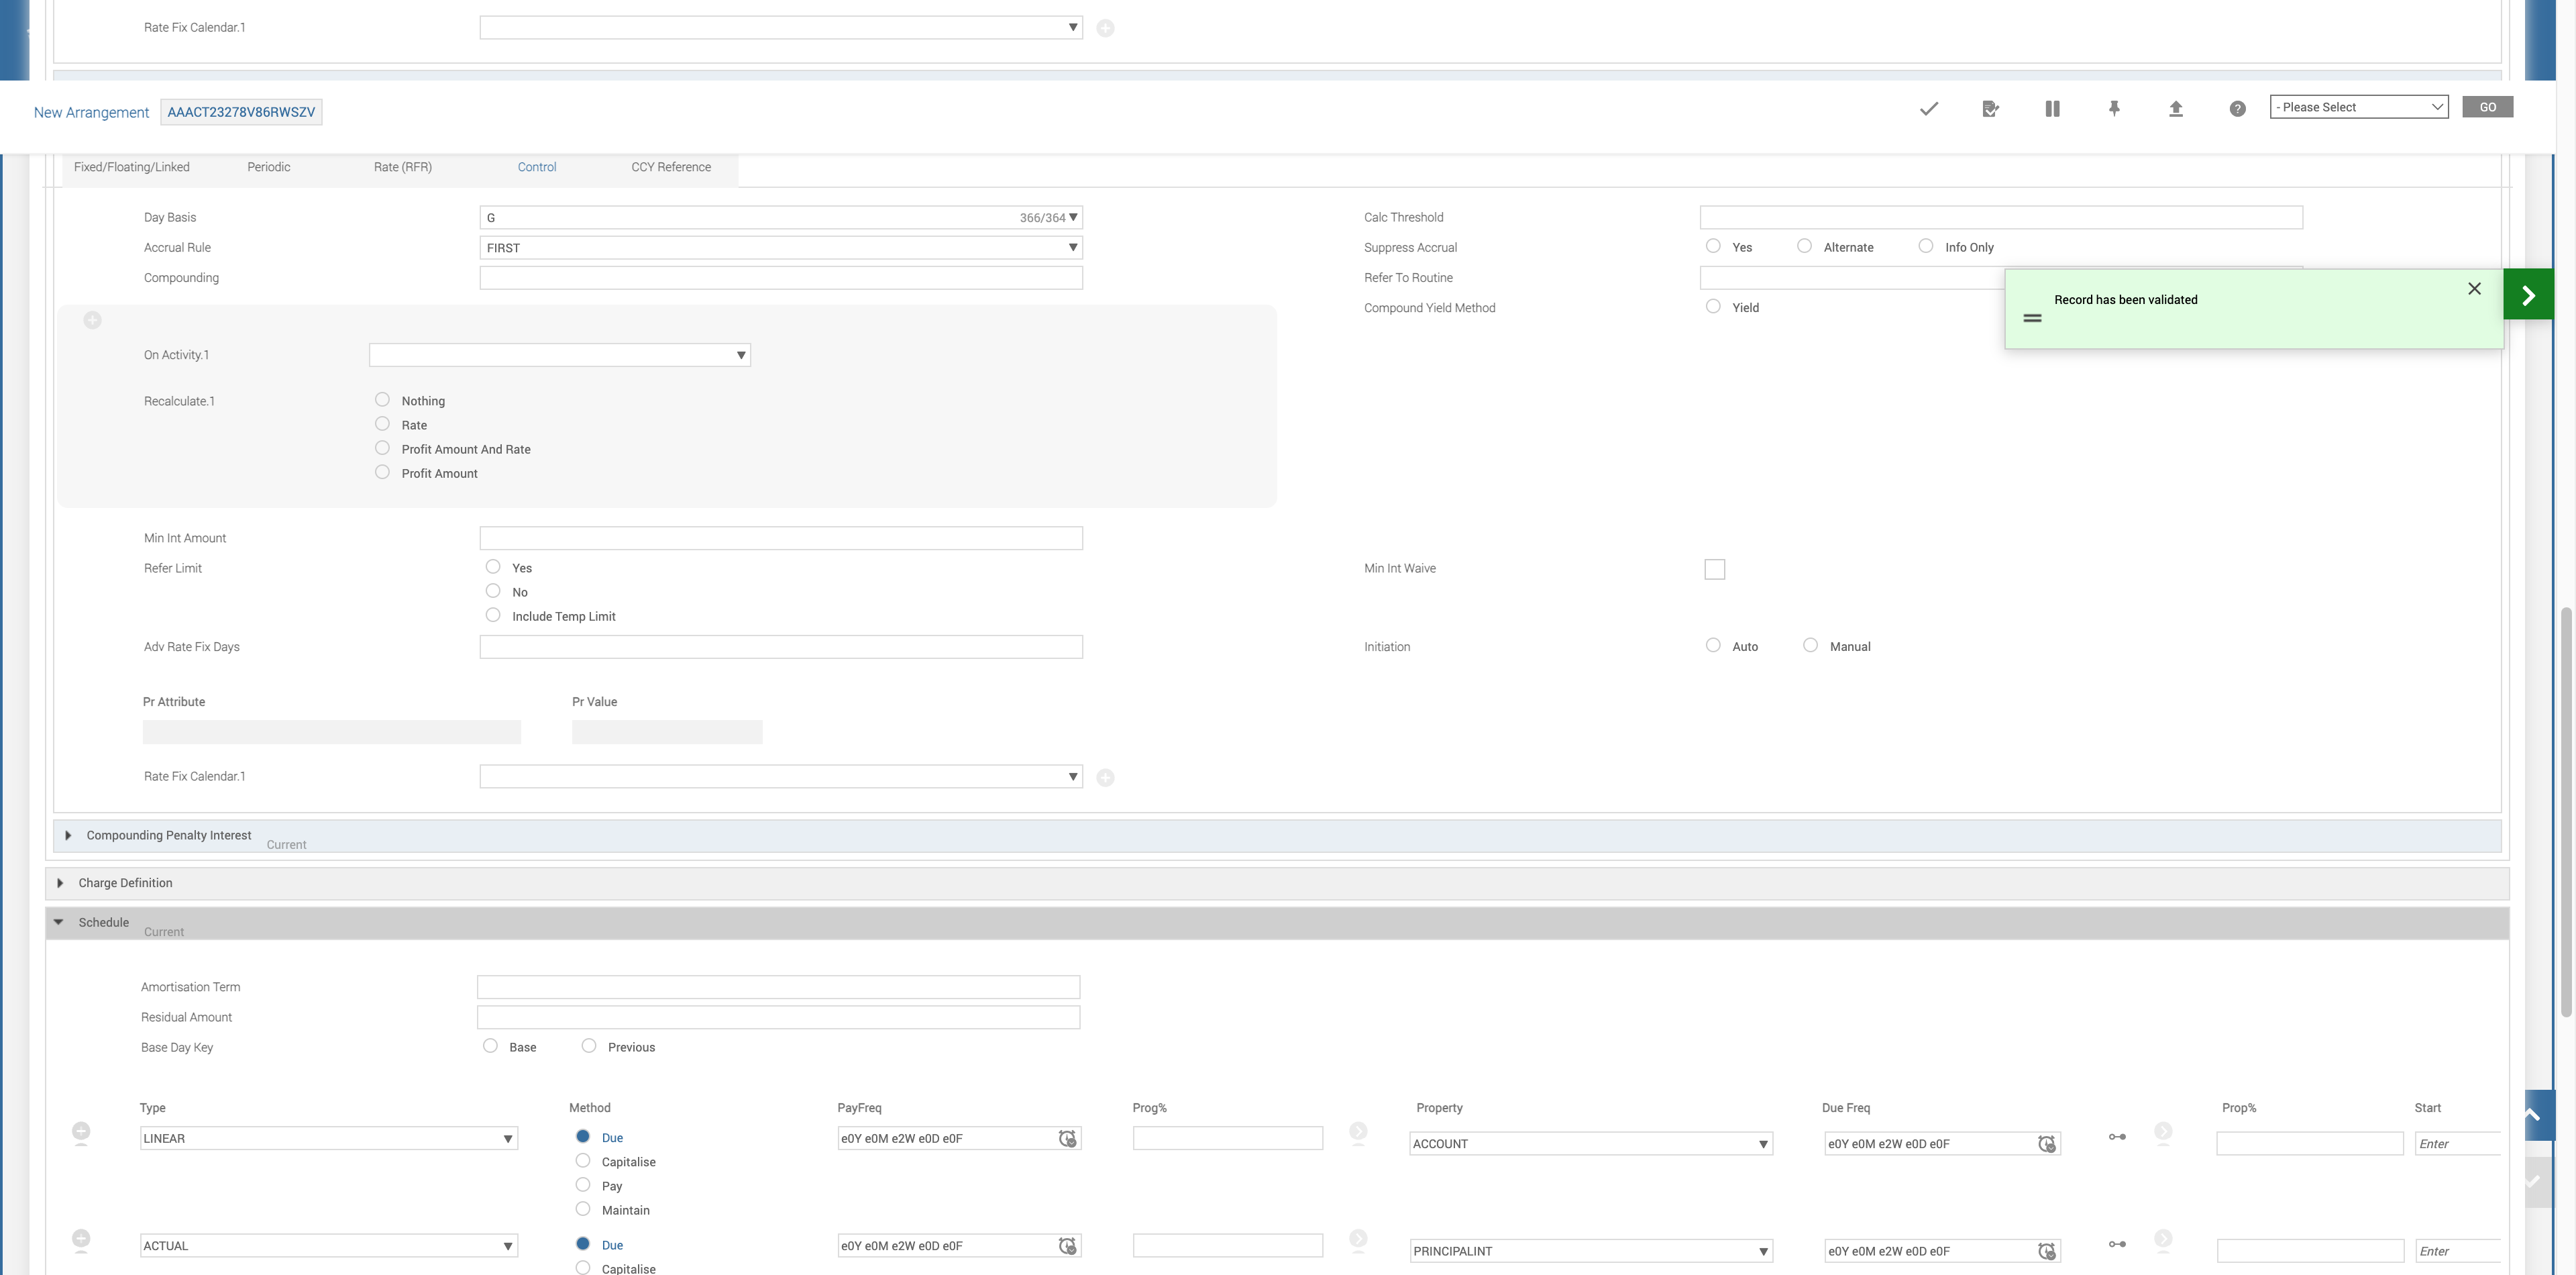 Rate Fix Calendar.1
New Arrangement AAACT23278V86RWSZV - Please Select GO
Fixed/Floating/Linked Periodic Rate (RFR) Control CCY Reference
Day Basis G 366/364 Calc Threshold
Accrual Rule FIRST Suppress Accrual Yes Alternate Info Only
Compounding Refer To Routine
Record has been validated
Compound Yield Method Yield
On Activity.1
Recalculate.1 Nothing
Rate
Profit Amount And Rate
Profit Amount
Min Int Amount
Refer Limit Yes Min Int Waive
No
Include Temp Limit
Adv Rate Fix Days Initiation Auto Manual
Pr Attribute Pr Value
Rate Fix Calendar.1
Compounding Penalty Interest Current
Charge Definition
Schedule Current
Amortisation Term
Residual Amount
Base Day Key Base Previous
Type Method PayFreq Prog% Property Due Freq Prop% Start
LINEAR Due e0Y e0M e2W e0D e0F ACCOUNT e0Y e0M e2W e0D e0F Enter
Capitalise
Pay
Maintain
ACTUAL Due e0Y e0M e2W e0D e0F PRINCIPALINT e0Y e0M e2W e0D e0F Enter
Capitalise